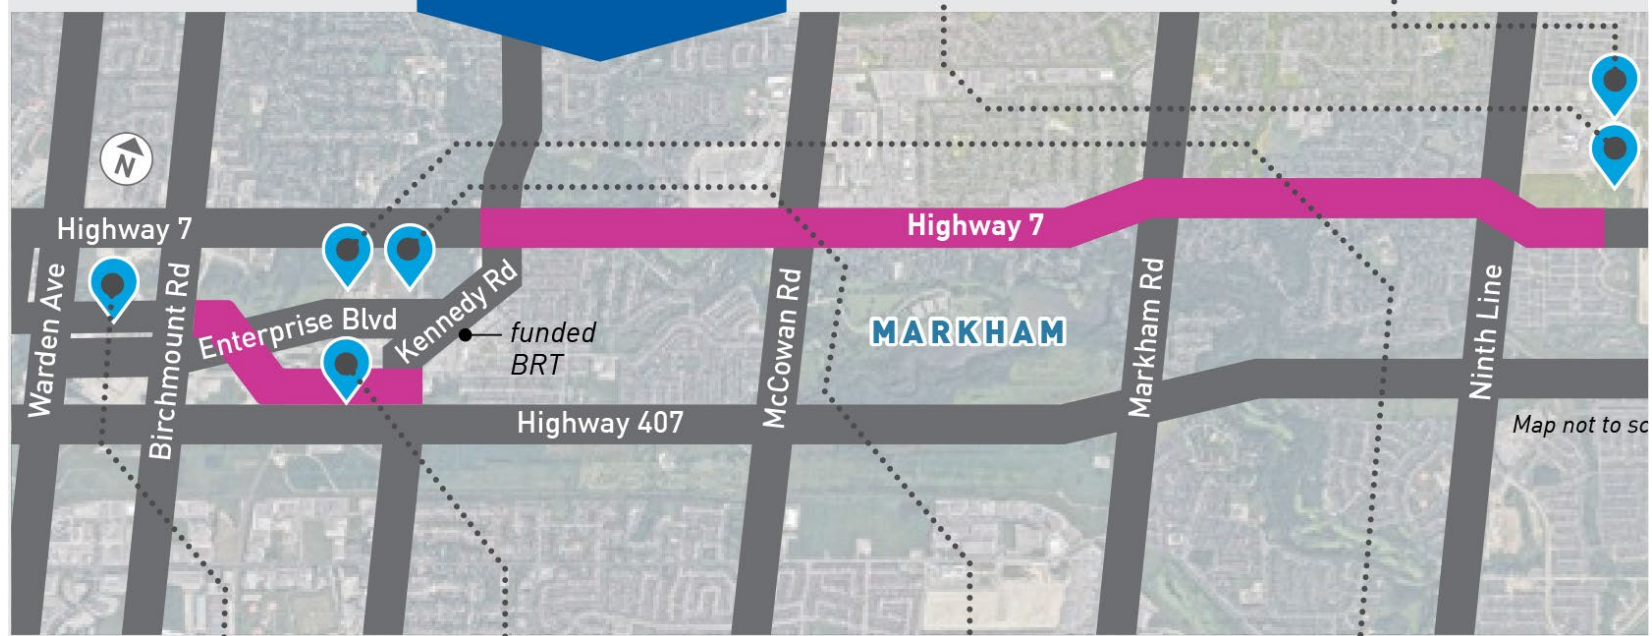 N
Highway 7
Highway 7
Warden Ave
Birchmount Rd
Enterprise Blvd
Kennedy Rd
funded
BRT
McCowan Rd
MARKHAM
Markham Rd
Ninth Line
Highway 407
Map not to sc